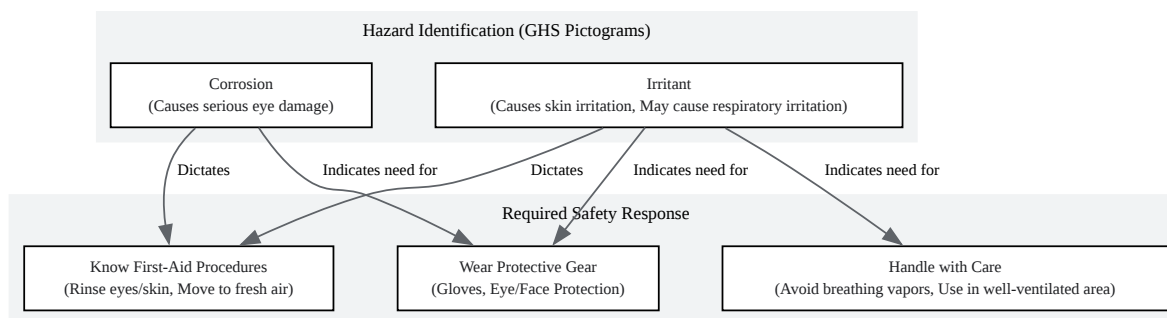 Hazard Identification (GHS Pictograms)
Corrosion
(Causes serious eye damage)
Irritant
(Causes skin irritation, May cause respiratory irritation)
Dictates
Indicates need for
Dictates
Indicates need for
Indicates need for
Required Safety Response
Know First-Aid Procedures
(Rinse eyes/skin, Move to fresh air)
Wear Protective Gear
(Gloves, Eye/Face Protection)
Handle with Care
(Avoid breathing vapors, Use in well-ventilated area)